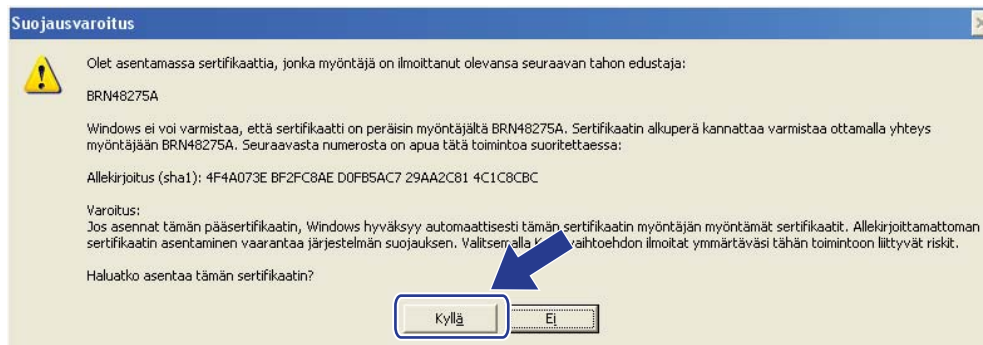 Suojausvaroitus
Olet asentamassa sertifikaattia, jonka myöntäjä on ilmoittanut olevansa seuraavan tahon edustaja:
BRN48275A
Windows ei voi varmistaa, että sertifikaatti on peräisin myöntäjältä BRN48275A. Sertifikaatin alkuperä kannattaa varmistaa ottamalla yhteys
myöntäjään BRN48275A. Seuraavasta numerosta on apua tätä toimintoa suoritettaessa:
Allekirjoitus (sha1): 4F4A073E BF2FC8AE D0FB5AC7 29AA2C81 4C1C8CBC
Varoitus:
Jos asennat tämän pääsertifikaatin, Windows hyväksyy automaattisesti tämän sertifikaatin myöntäjän myöntämät sertifikaatit. Allekirjoittamattoman
sertifikaatin asentaminen vaarantaa järjestelmän suojauksen. Valitsemalla vaihtoehdon ilmoitat ymmärtäväsi tähän toimintoon liittyvät riskit.
Haluatko asentaa tämän sertifikaatin?
Kyllä Ei